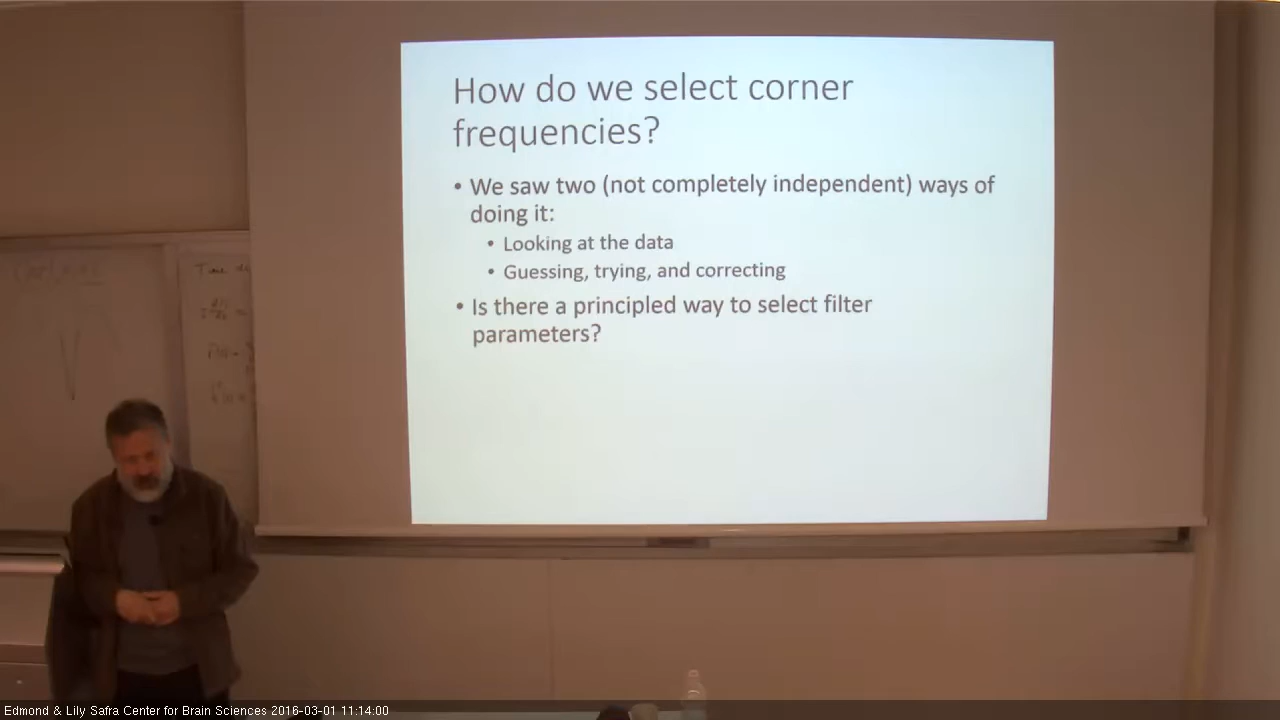 How do we select corner
frequencies?
• We saw two (not completely independent) ways of
doing it:
• Looking at the data
• Guessing, trying, and correcting
• Is there a principled way to select filter
parameters?
Time
Edmond & Lily Safra Center for Brain Sciences 2016-03-01 11:14:00